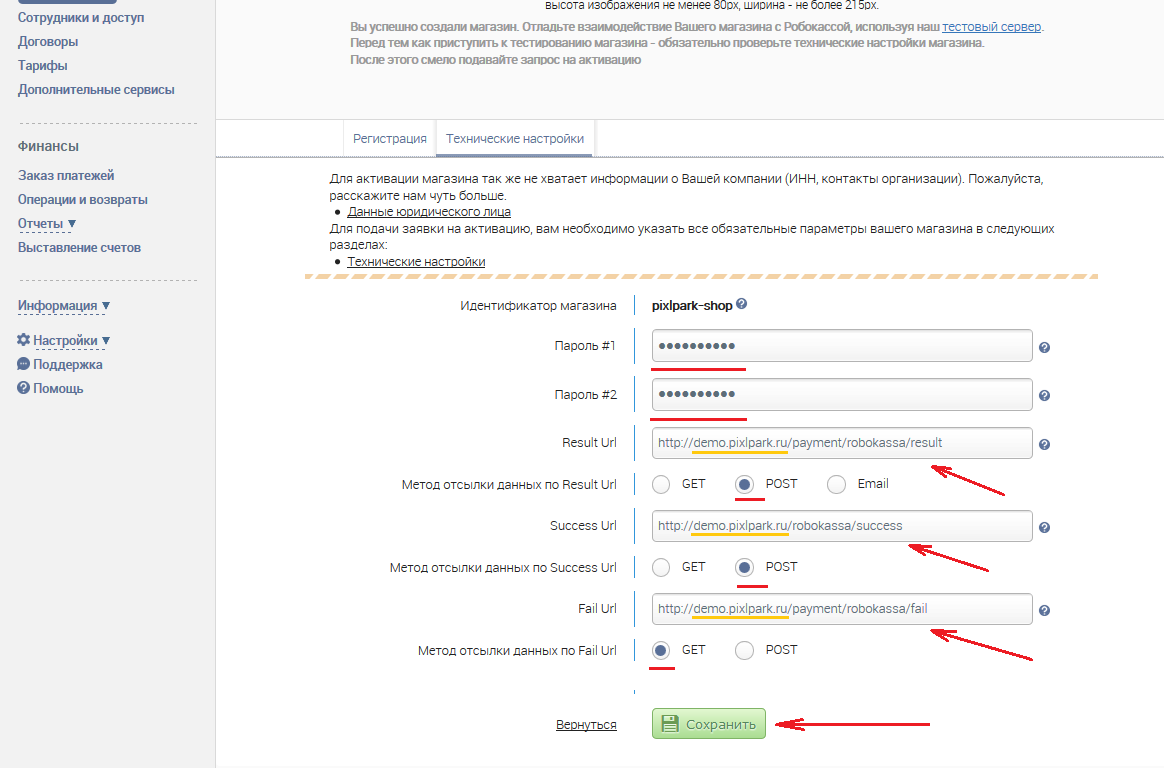 высота изображения не менее 80px, ширина - не более 215px.
Вы успешно создали магазин. Отладьте взаимодействие Вашего магазина с Робокассой, используя наш тестовый сервер.
Перед тем как приступить к тестированию магазина - обязательно проверьте технические настройки магазина.
После этого смело подавайте запрос на активацию
Сотрудники и доступ
Договоры
Тарифы
Дополнительные сервисы
Финансы
Заказ платежей
Операции и возвраты
Отчеты ▼
Выставление счетов
Информация ▼
Настройки ▼
Поддержка
Помощь
Регистрация
Технические настройки
Для активации магазина так же не хватает информации о Вашей компании (ИНН, контакты организации). Пожалуйста,
расскажите нам чуть больше.
• Данные юридического лица
Для подачи заявки на активацию, вам необходимо указать все обязательные параметры вашего магазина в следующих
разделах:
• Технические настройки
Идентификатор магазина pixlpark-shop ?
Пароль #1 •••••••••• ?
Пароль #2 •••••••••• ?
Result Url http://demo.pixlpark.ru/payment/robokassa/result ?
Метод отсылки данных по Result Url GET POST Email
Success Url http://demo.pixlpark.ru/robokassa/success ?
Метод отсылки данных по Success Url GET POST
Fail Url http://demo.pixlpark.ru/payment/robokassa/fail ?
Метод отсылки данных по Fail Url GET POST
Вернуться Сохранить